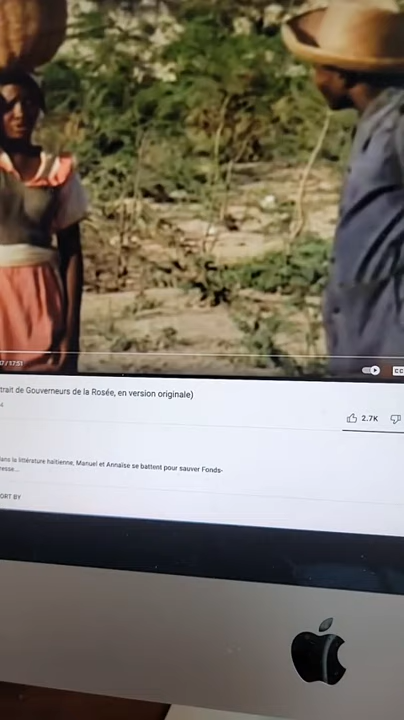 /17:51
CC
trait de Gouverneurs de la Rosée, en version originale)
2.7K
dans la littérature haïtienne, Manuel et Annaïse se battent pour sauver Fonds-
esse...
ORT BY